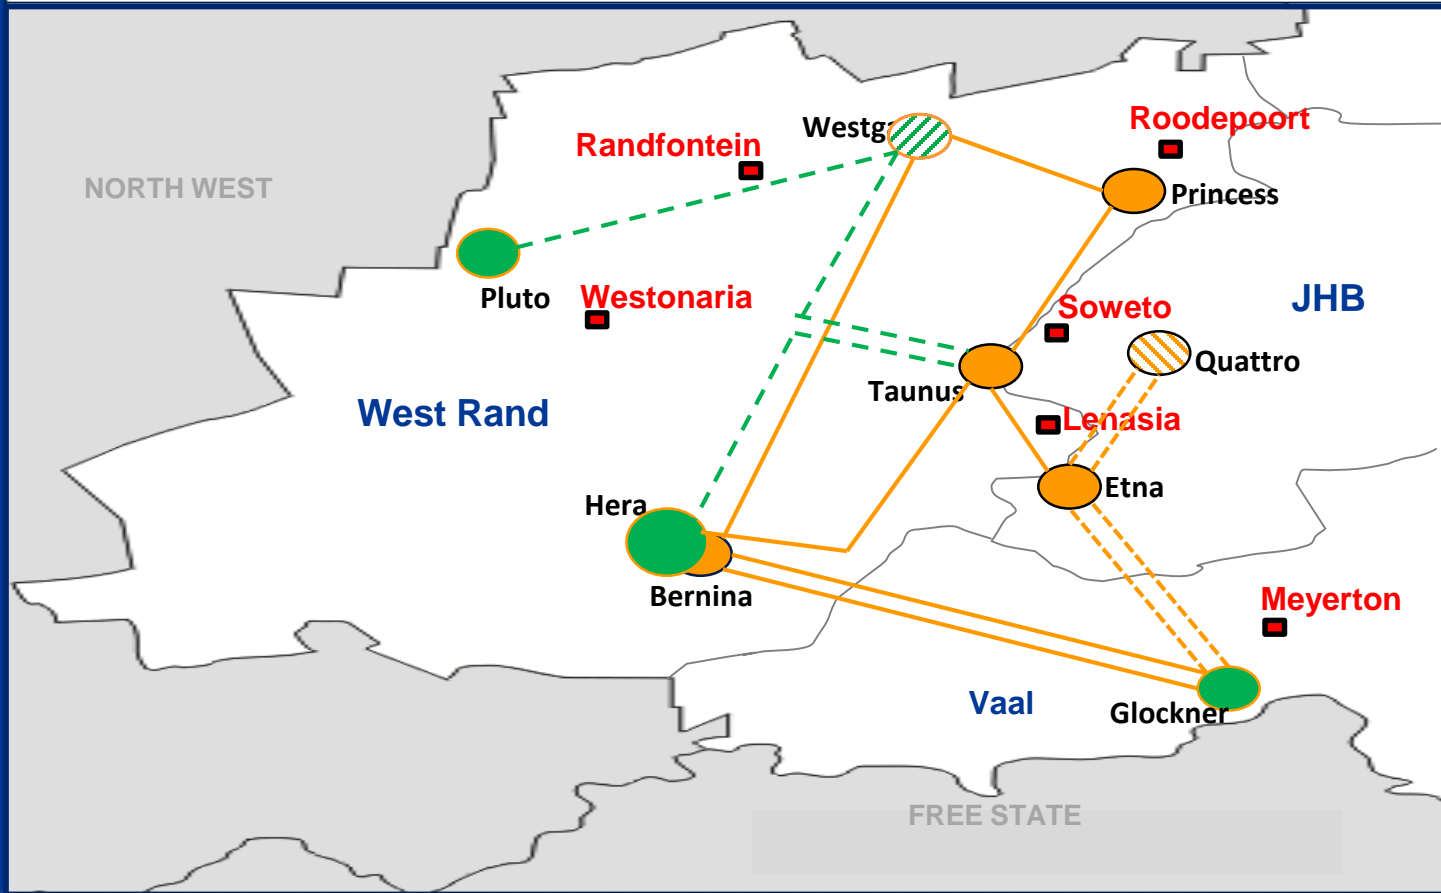 Westga
Roodepoort
Randfontein
NORTH WEST
Princess
Pluto
Westonaria
Soweto
JHB
Quattro
Taunus
West Rand
Lenasia
Etna
Hera
Bernina
Meyerton
Vaal
Glockner
FREE STATE